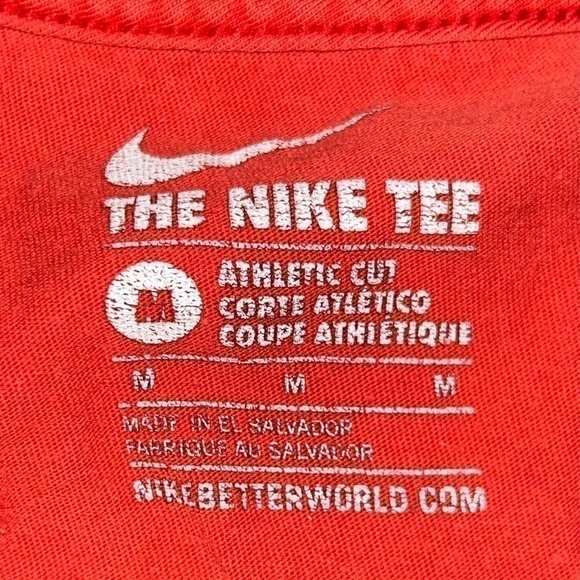 THE NIKE TEE
M
ATHLETIC CUT
CORTE ATLÉTICO
COUPE ATHLÉTIQUE
M M M
MADE IN EL SALVADOR
FABRIQUE AU SALVADOR
NIKEBETTERWORLD.COM